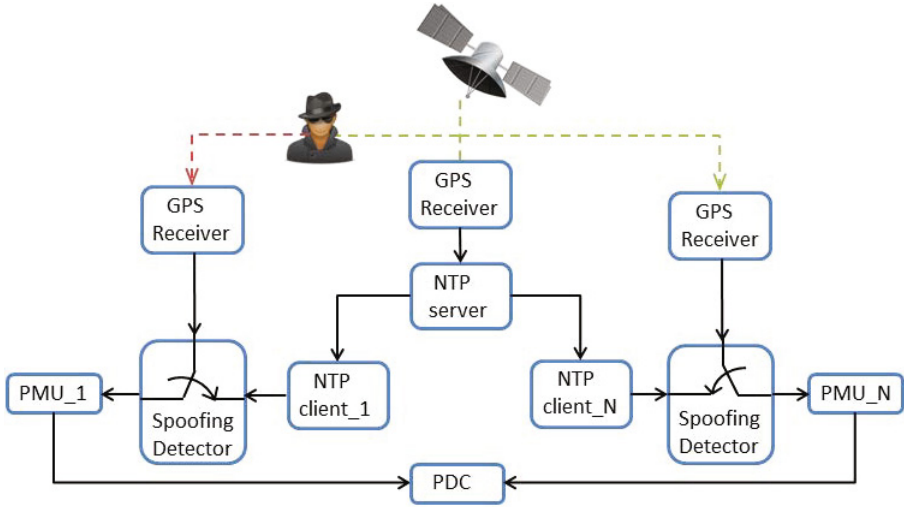 GPS
Receiver
GPS
Receiver
GPS
Receiver
NTP
server
NTP
client_1
NTP
client_N
PMU_1
Spoofing
Detector
Spoofing
Detector
PMU_N
PDC